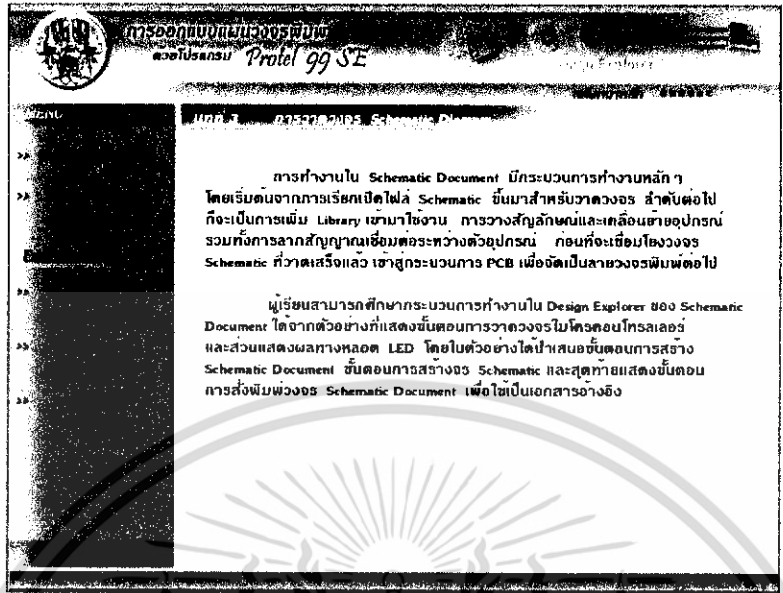 การออกแบบแผ่นวงจรพิมพ์
ด้วยโปรแกรม Protel 99 SE
MENU
บทที่ 3 การวาดวงจร Schematic
การทำงานใน Schematic Document มีกระบวนการทำงานหลัก ๆ
โดยเริ่มต้นจากการเรียกเปิดไฟล์ Schematic ขึ้นมาสำหรับวาดวงจร ลำดับต่อไป
ก็จะเป็นการเพิ่ม Library เข้ามาใช้งาน การวางสัญลักษณ์และเคลื่อนย้ายอุปกรณ์
รวมทั้งการลากสัญญาณเชื่อมต่อระหว่างตัวอุปกรณ์ ก่อนที่จะเชื่อมโยงวงจร
Schematic ที่วาดเสร็จแล้ว เข้าสู่กระบวนการ PCB เพื่อจัดเป็นลายวงจรพิมพ์ต่อไป
ผู้เรียนสามารถศึกษากระบวนการทำงานใน Design Explorer ของ Schematic
Document ได้จากตัวอย่างที่แสดงขั้นตอนการวาดวงจรไมโครคอนโทรลเลอร์
และส่วนแสดงผลทางหลอด LED โดยในตัวอย่างได้นำเสนอขั้นตอนการสร้าง
Schematic Document ขั้นตอนการสร้างวงจร Schematic และสุดท้ายแสดงขั้นตอน
การสั่งพิมพ์วงจร Schematic Document เพื่อใช้เป็นเอกสารอ้างอิง